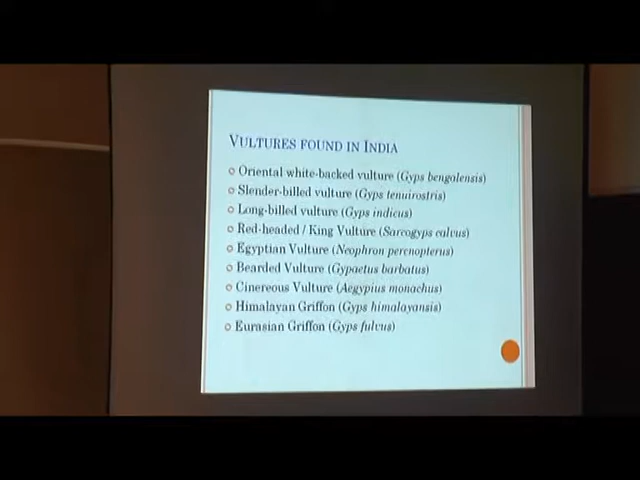 VULTURES FOUND IN INDIA
Oriental white-backed vulture (Gyps bengalensis)
Slender-billed vulture (Gyps tenuirostris)
Long-billed vulture (Gyps indicus)
Red-headed / King Vulture (Sarcogyps calvus)
Egyptian Vulture (Neophron percnopterus)
Bearded Vulture (Gypaetus barbatus)
Cinereous Vulture (Aegypius monachus)
Himalayan Griffon (Gyps himalayansis)
Eurasian Griffon (Gyps fulvus)